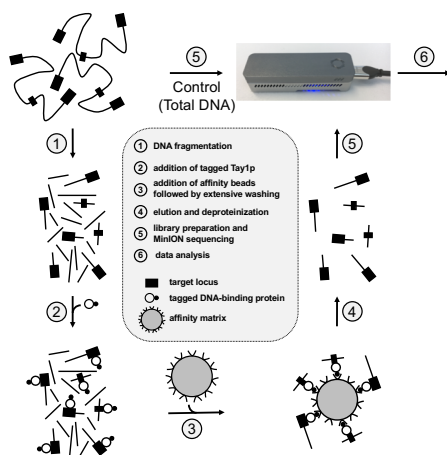 5
6
Control
(Total DNA)
1
1 DNA fragmentation
2 addition of tagged Tay1p
3 addition of affinity beads
followed by extensive washing
4 elution and deproteinization
5 library preparation and
MinION sequencing
6 data analysis
target locus
tagged DNA-binding protein
affinity matrix
5
2
4
3